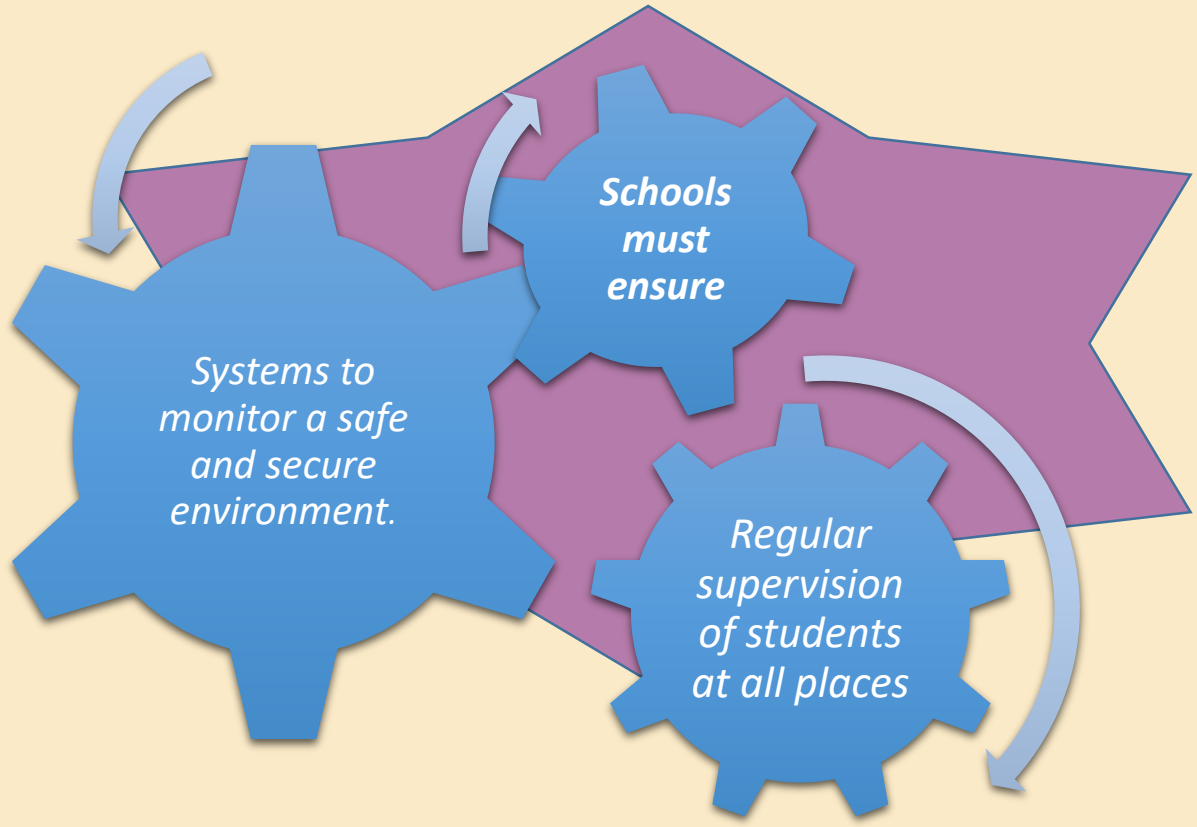 Schools
must
ensure
Systems to
monitor a safe
and secure
environment.
Regular
supervision
of students
at all places